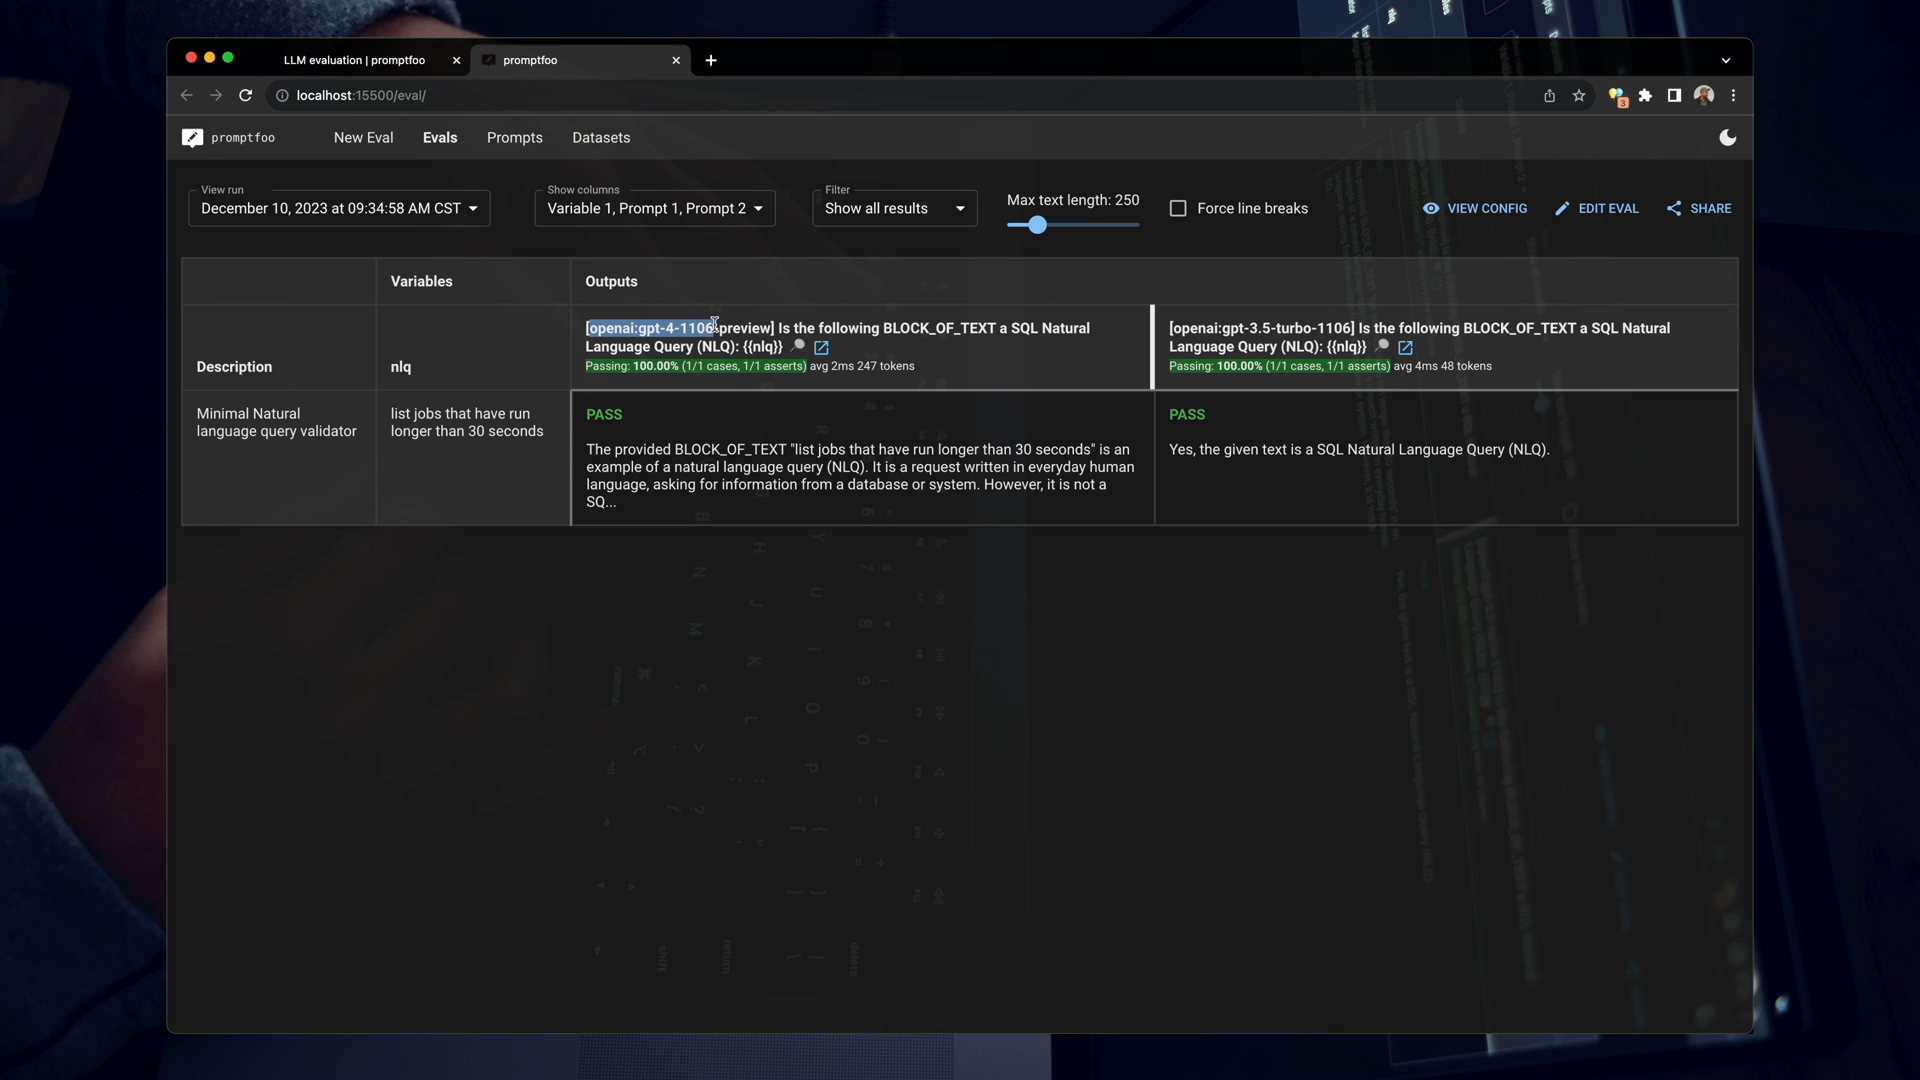 LLM evaluation | promptfoo
promptfoo
localhost:15500/eval/
3
promptfoo
New Eval
Evals
Prompts
Datasets
View run
December 10, 2023 at 09:34:58 AM CST
Show columns
Variable 1, Prompt 1, Prompt 2
Filter
Show all results
Max text length: 250
Force line breaks
VIEW CONFIG
EDIT EVAL
SHARE
Variables
Outputs
Description
nlq
[openai:gpt-4-1106-preview] Is the following BLOCK_OF_TEXT a SQL Natural
Language Query (NLQ): {{nlq}}
Passing: 100.00% (1/1 cases, 1/1 asserts) avg 2ms 247 tokens
[openai:gpt-3.5-turbo-1106] Is the following BLOCK_OF_TEXT a SQL Natural
Language Query (NLQ): {{nlq}}
Passing: 100.00% (1/1 cases, 1/1 asserts) avg 4ms 48 tokens
Minimal Natural
language query validator
list jobs that have run
longer than 30 seconds
PASS
The provided BLOCK_OF_TEXT "list jobs that have run longer than 30 seconds" is an
example of a natural language query (NLQ). It is a request written in everyday human
language, asking for information from a database or system. However, it is not a
SQ...
PASS
Yes, the given text is a SQL Natural Language Query (NLQ).